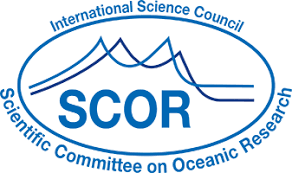 International Science Council
SCOR
Scientific Committee on Oceanic Research